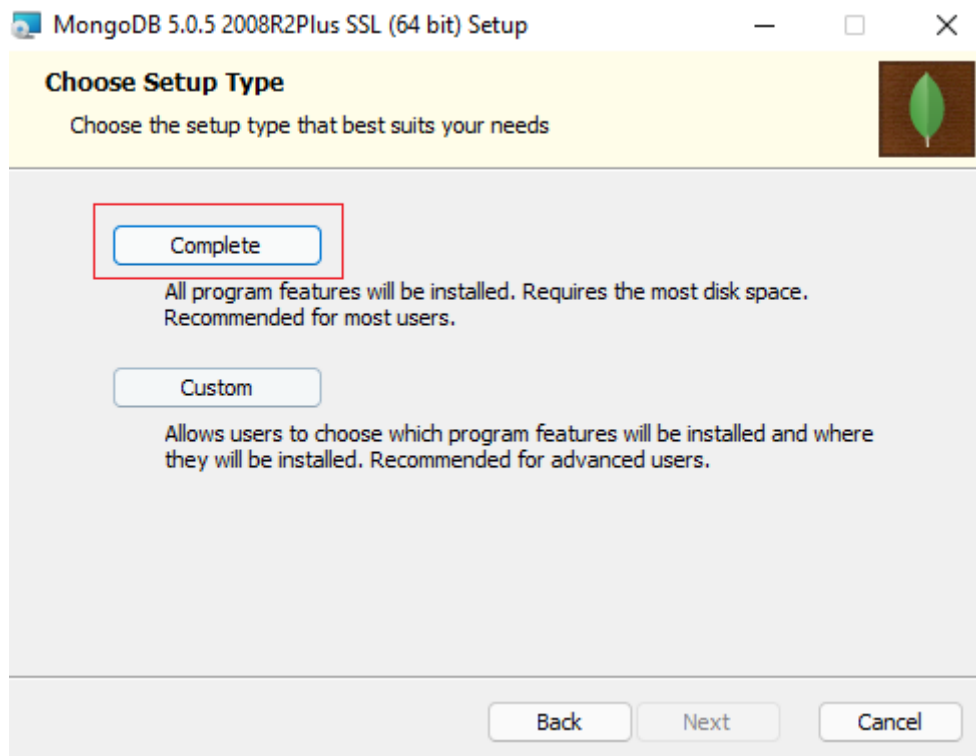 MongoDB 5.0.5 2008R2Plus SSL (64 bit) Setup
Choose Setup Type
Choose the setup type that best suits your needs
Complete
All program features will be installed. Requires the most disk space.
Recommended for most users.
Custom
Allows users to choose which program features will be installed and where
they will be installed. Recommended for advanced users.
Back Next Cancel